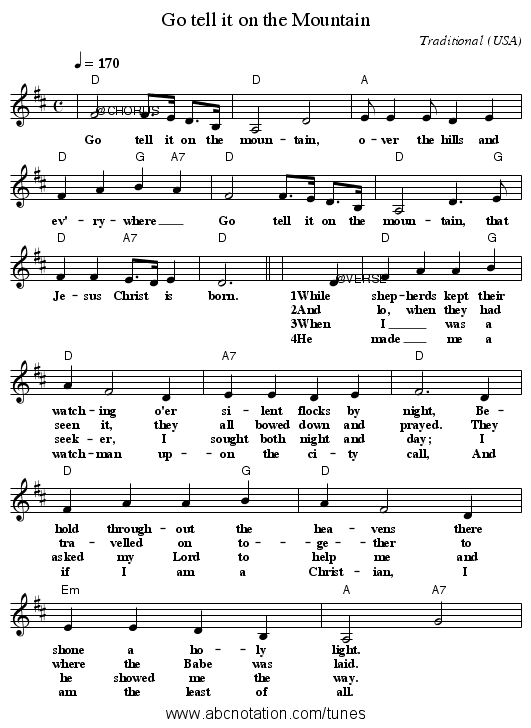 Go tell it on the Mountain
Traditional (USA)
♩ = 170
D D A
@CHORUS
Go tell it on the moun- tain, o- ver the hills and
D G A7 D D G
ev'- ry- where __ Go tell it on the moun- tain, that
D A7 D D G
@VERSE
Je- sus Christ is born. 1While shep- herds kept their
2And lo, when they had
3When I __ was a
4He made __ me a
D A7 D
watch- ing o'er si- lent flocks by night, Be-
seen it, they all bowed down and prayed. They
seek- er, I sought both night and day; I
watch- man up- on the ci- ty call, And
D G D
hold through- out the hea- vens there
tra- velled on to- ge- ther to
asked my Lord to help me and
if I am a Christ- ian, I
Em A A7
shone a ho- ly light.
where the Babe was laid.
he showed me the way.
am the least of all.
www.abcnotation.com/tunes